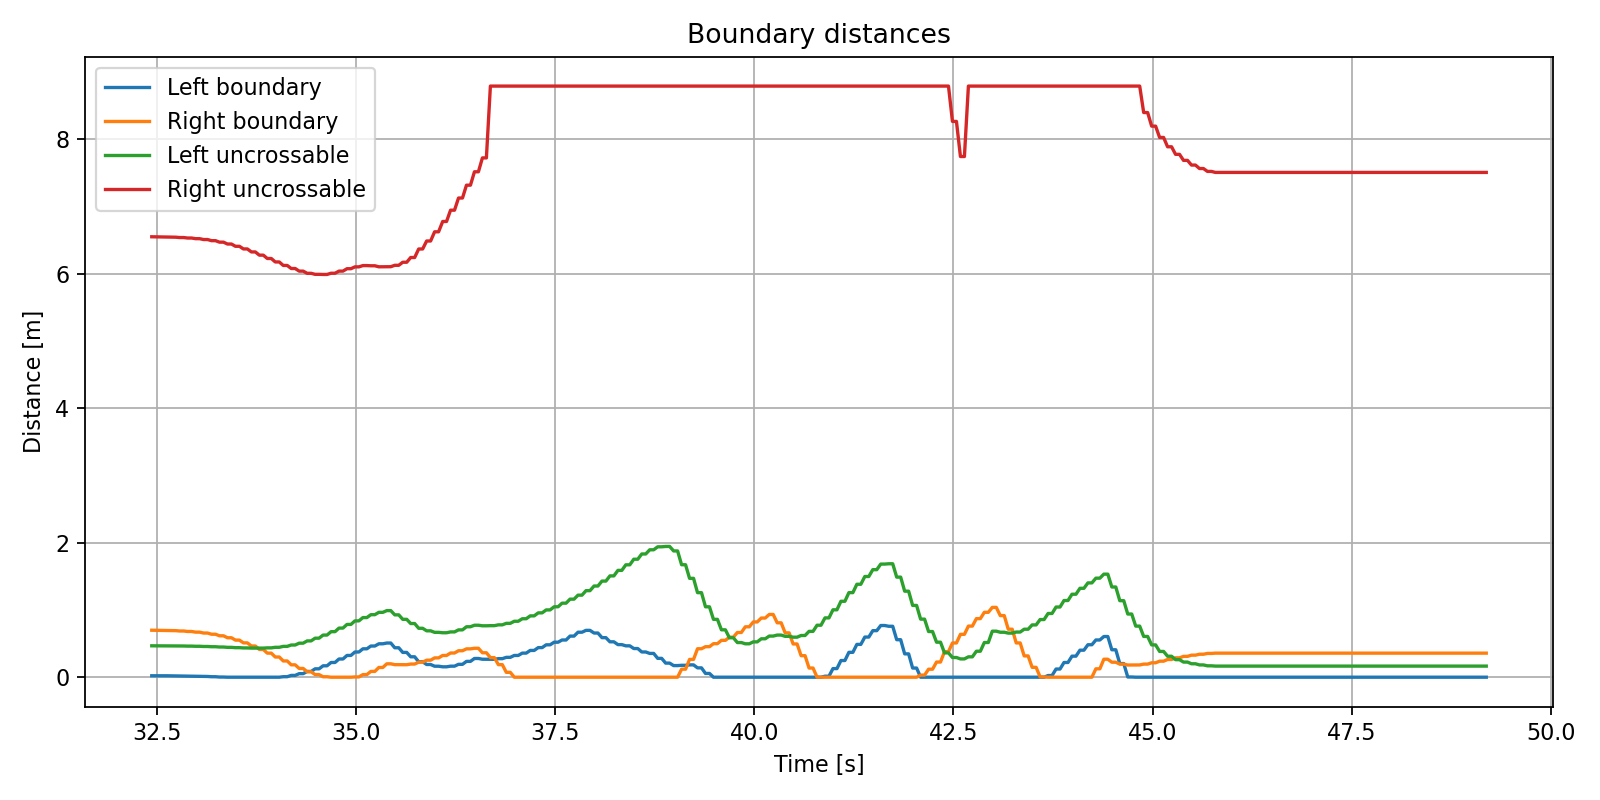 Boundary distances
Left boundary
Right boundary
Left uncrossable
Right uncrossable
8
6
4
2
0
Distance [m]
32.5 35.0 37.5 40.0 42.5 45.0 47.5 50.0
Time [s]